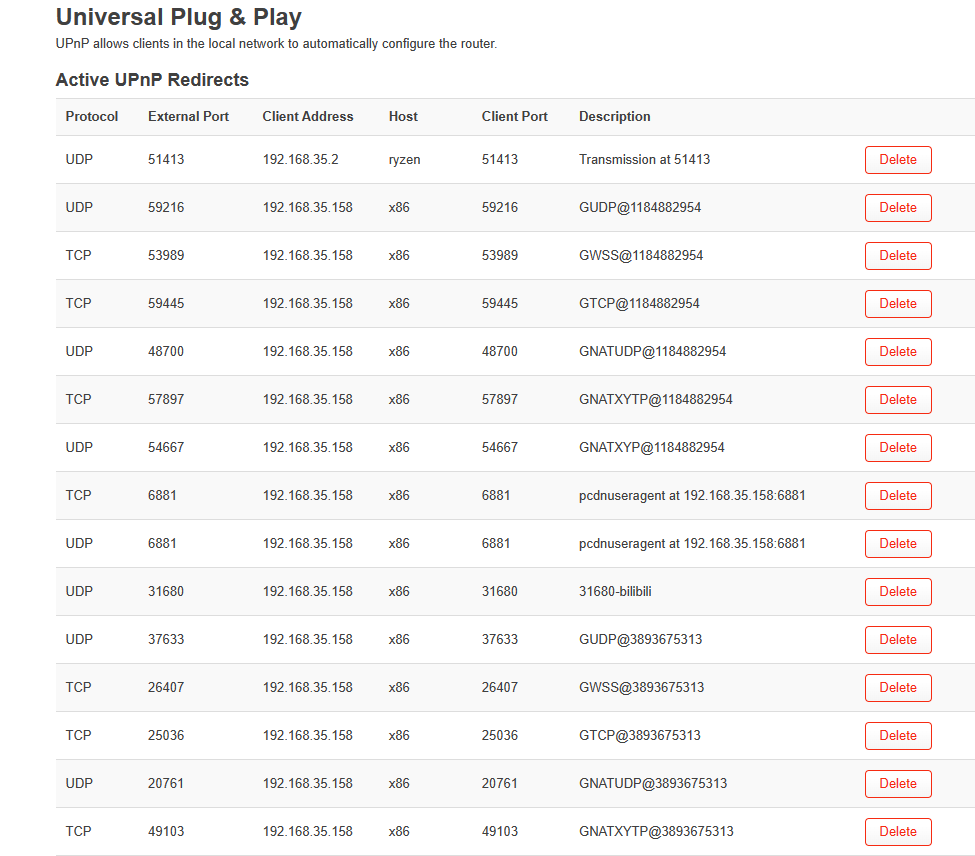 Universal Plug & Play
UPnP allows clients in the local network to automatically configure the router.
Active UPnP Redirects
Protocol External Port Client Address Host Client Port Description
UDP 51413 192.168.35.2 ryzen 51413 Transmission at 51413 Delete
UDP 59216 192.168.35.158 x86 59216 GUDP@1184882954 Delete
TCP 53989 192.168.35.158 x86 53989 GWSS@1184882954 Delete
TCP 59445 192.168.35.158 x86 59445 GTCP@1184882954 Delete
UDP 48700 192.168.35.158 x86 48700 GNATUDP@1184882954 Delete
TCP 57897 192.168.35.158 x86 57897 GNATXYTP@1184882954 Delete
UDP 54667 192.168.35.158 x86 54667 GNATXYP@1184882954 Delete
TCP 6881 192.168.35.158 x86 6881 pcdnuseragent at 192.168.35.158:6881 Delete
UDP 6881 192.168.35.158 x86 6881 pcdnuseragent at 192.168.35.158:6881 Delete
UDP 31680 192.168.35.158 x86 31680 31680-bilibili Delete
UDP 37633 192.168.35.158 x86 37633 GUDP@3893675313 Delete
TCP 26407 192.168.35.158 x86 26407 GWSS@3893675313 Delete
TCP 25036 192.168.35.158 x86 25036 GTCP@3893675313 Delete
UDP 20761 192.168.35.158 x86 20761 GNATUDP@3893675313 Delete
TCP 49103 192.168.35.158 x86 49103 GNATXYTP@3893675313 Delete